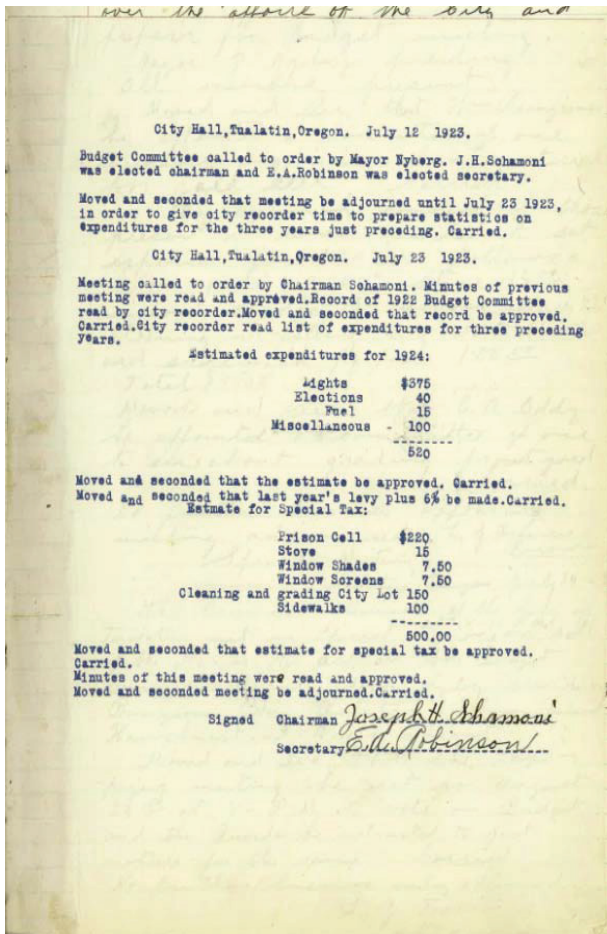 over the affairs of the City and
City Hall,Tualatin,Oregon. July 12 1923.
Budget Committee called to order by Mayor Nyberg. J.H.Schamoni
was elected chairman and E.A.Robinson was elected secretary.
Moved and seconded that meeting be adjourned until July 23 1923,
in order to give city recorder time to prepare statistics on
expenditures for the three years just preceding. Carried.
City Hall,Tualatin,Oregon. July 23 1923.
Meeting called to order by Chairman Schamoni. Minutes of previous
meeting were read and approved.Record of 1922 Budget Committee
read by city recorder.Moved and seconded that record be approved.
Carried.City recorder read list of expenditures for three preceding
years.
Estimated expenditures for 1924:
Lights $375
Elections 40
Fuel 15
Miscellaneous - 100
--------
520
Moved and seconded that the estimate be approved. Carried.
Moved and seconded that last year's levy plus 6% be made.Carried.
Estmate for Special Tax:
Prison Cell $220
Stove 15
Window Shades 7.50
Window Screens 7.50
Cleaning and grading City Lot 150
Sidewalks 100
---------
500.00
Moved and seconded that estimate for special tax be approved.
Carried.
Minutes of this meeting were read and approved.
Moved and seconded meeting be adjourned.Carried.
Signed Chairman Joseph H. Schamoni
Secretary E.A. Robinson